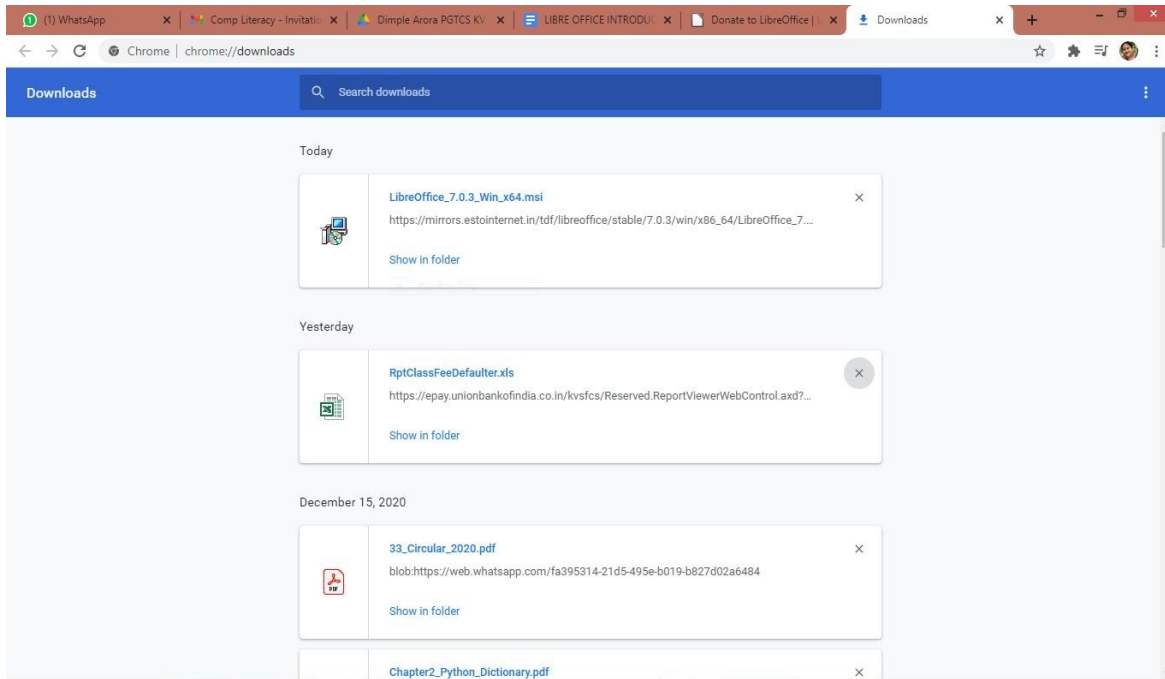 (1) WhatsApp
Comp Literacy - Invitatio
Dimple Arora PGTCS KV
LIBRE OFFICE INTRODUC
Donate to LibreOffice | L
Downloads
Chrome | chrome://downloads
Downloads
Search downloads
Today
LibreOffice_7.0.3_Win_x64.msi
https://mirrors.estointernet.in/tdf/libreoffice/stable/7.0.3/win/x86_64/LibreOffice_7....
Show in folder
Yesterday
RptClassFeeDefaulter.xls
https://epay.unionbankofindia.co.in/kvsfcs/Reserved.ReportViewerWebControl.axd?...
Show in folder
December 15, 2020
33_Circular_2020.pdf
PDF
blob:https://web.whatsapp.com/fa395314-21d5-495e-b019-b827d02a6484
Show in folder
Chapter2_Python_Dictionary.pdf